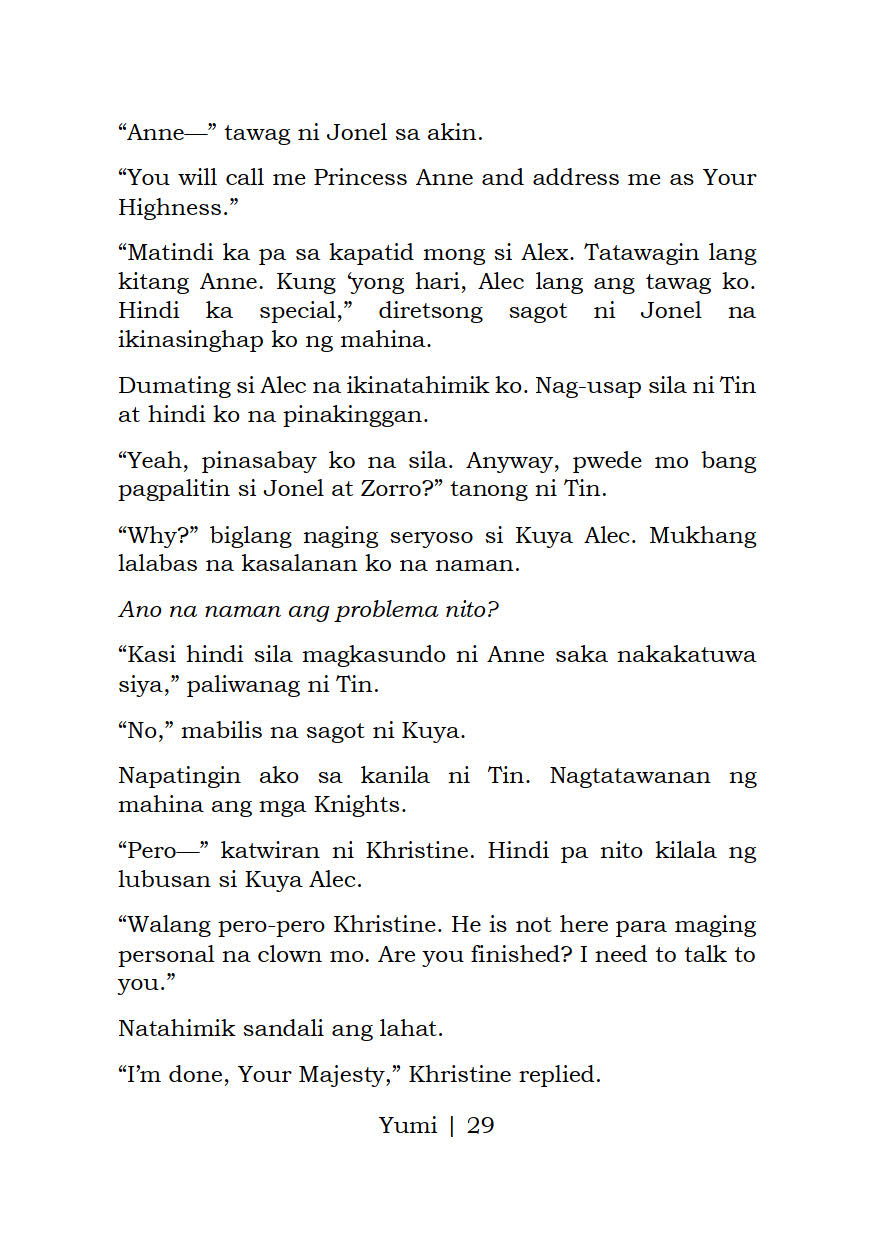 “Anne—” tawag ni Jonel sa akin.
“You will call me Princess Anne and address me as Your
Highness.”
“Matindi ka pa sa kapatid mong si Alex. Tatawagin lang
kitang Anne. Kung ‘yong hari, Alec lang ang tawag ko.
Hindi ka special,” diretsong sagot ni Jonel na
ikinasinghap ko ng mahina.
Dumating si Alec na ikinatahimik ko. Nag-usap sila ni Tin
at hindi ko na pinakinggan.
“Yeah, pinasabay ko na sila. Anyway, pwede mo bang
pagpalitin si Jonel at Zorro?” tanong ni Tin.
“Why?” biglang naging seryoso si Kuya Alec. Mukhang
lalabas na kasalanan ko na naman.
Ano na naman ang problema nito?
“Kasi hindi sila magkasundo ni Anne saka nakakatuwa
siya,” paliwanag ni Tin.
“No,” mabilis na sagot ni Kuya.
Napatingin ako sa kanila ni Tin. Nagtatawanan ng
mahina ang mga Knights.
“Pero—” katwiran ni Khristine. Hindi pa nito kilala ng
lubusan si Kuya Alec.
“Walang pero-pero Khristine. He is not here para maging
personal na clown mo. Are you finished? I need to talk to
you.”
Natahimik sandali ang lahat.
“I’m done, Your Majesty,” Khristine replied.
Yumi | 29